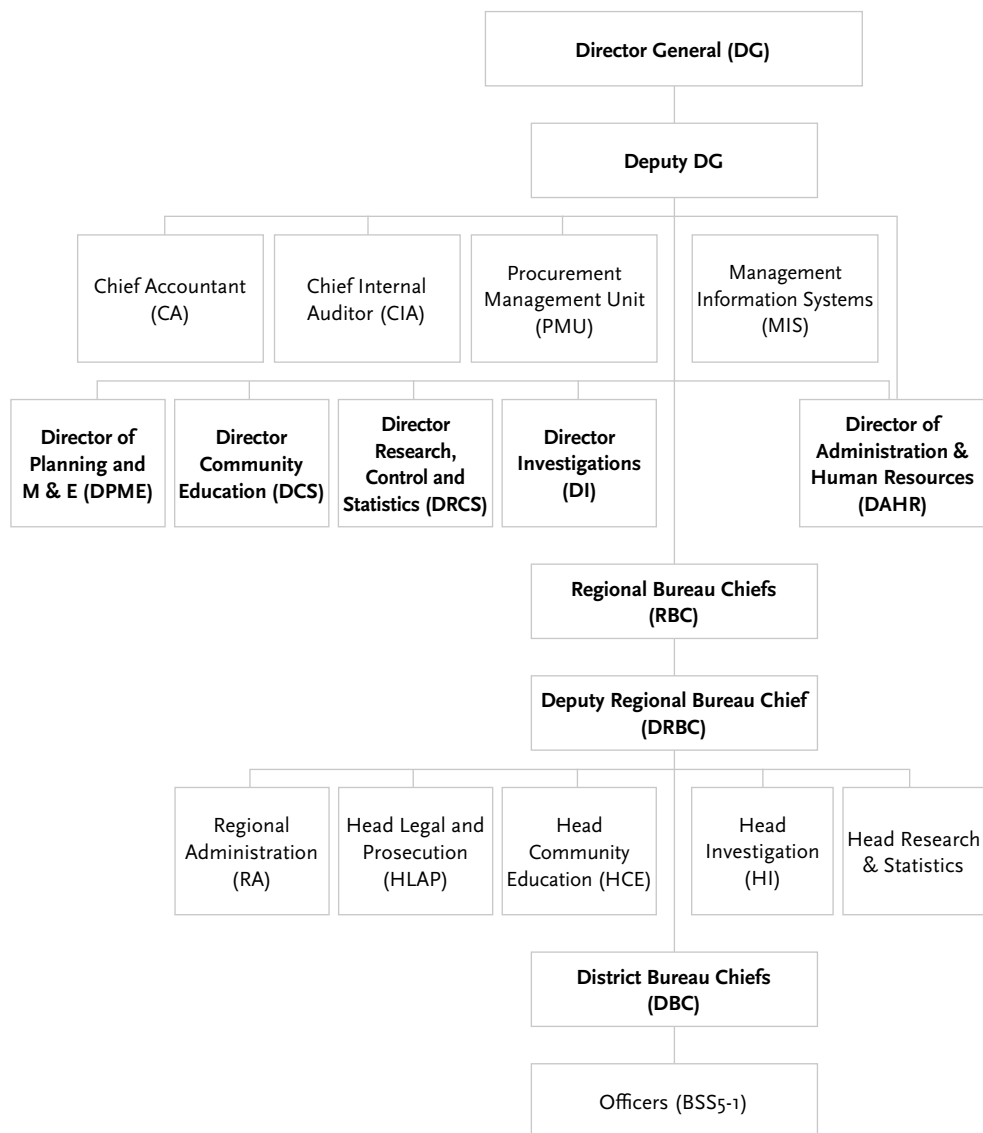 Director General (DG)
Deputy DG
Chief Accountant
(CA)
Chief Internal
Auditor (CIA)
Procurement
Management Unit
(PMU)
Management
Information Systems
(MIS)
Director of
Planning and
M & E (DPME)
Director
Community
Education (DCS)
Director
Research,
Control and
Statistics (DRCS)
Director
Investigations
(DI)
Director of
Administration &
Human Resources
(DAHR)
Regional Bureau Chiefs
(RBC)
Deputy Regional Bureau Chief
(DRBC)
Regional
Administration
(RA)
Head Legal and
Prosecution
(HLAP)
Head
Community
Education (HCE)
Head
Investigation
(HI)
Head Research
& Statistics
District Bureau Chiefs
(DBC)
Officers (BSS5-1)